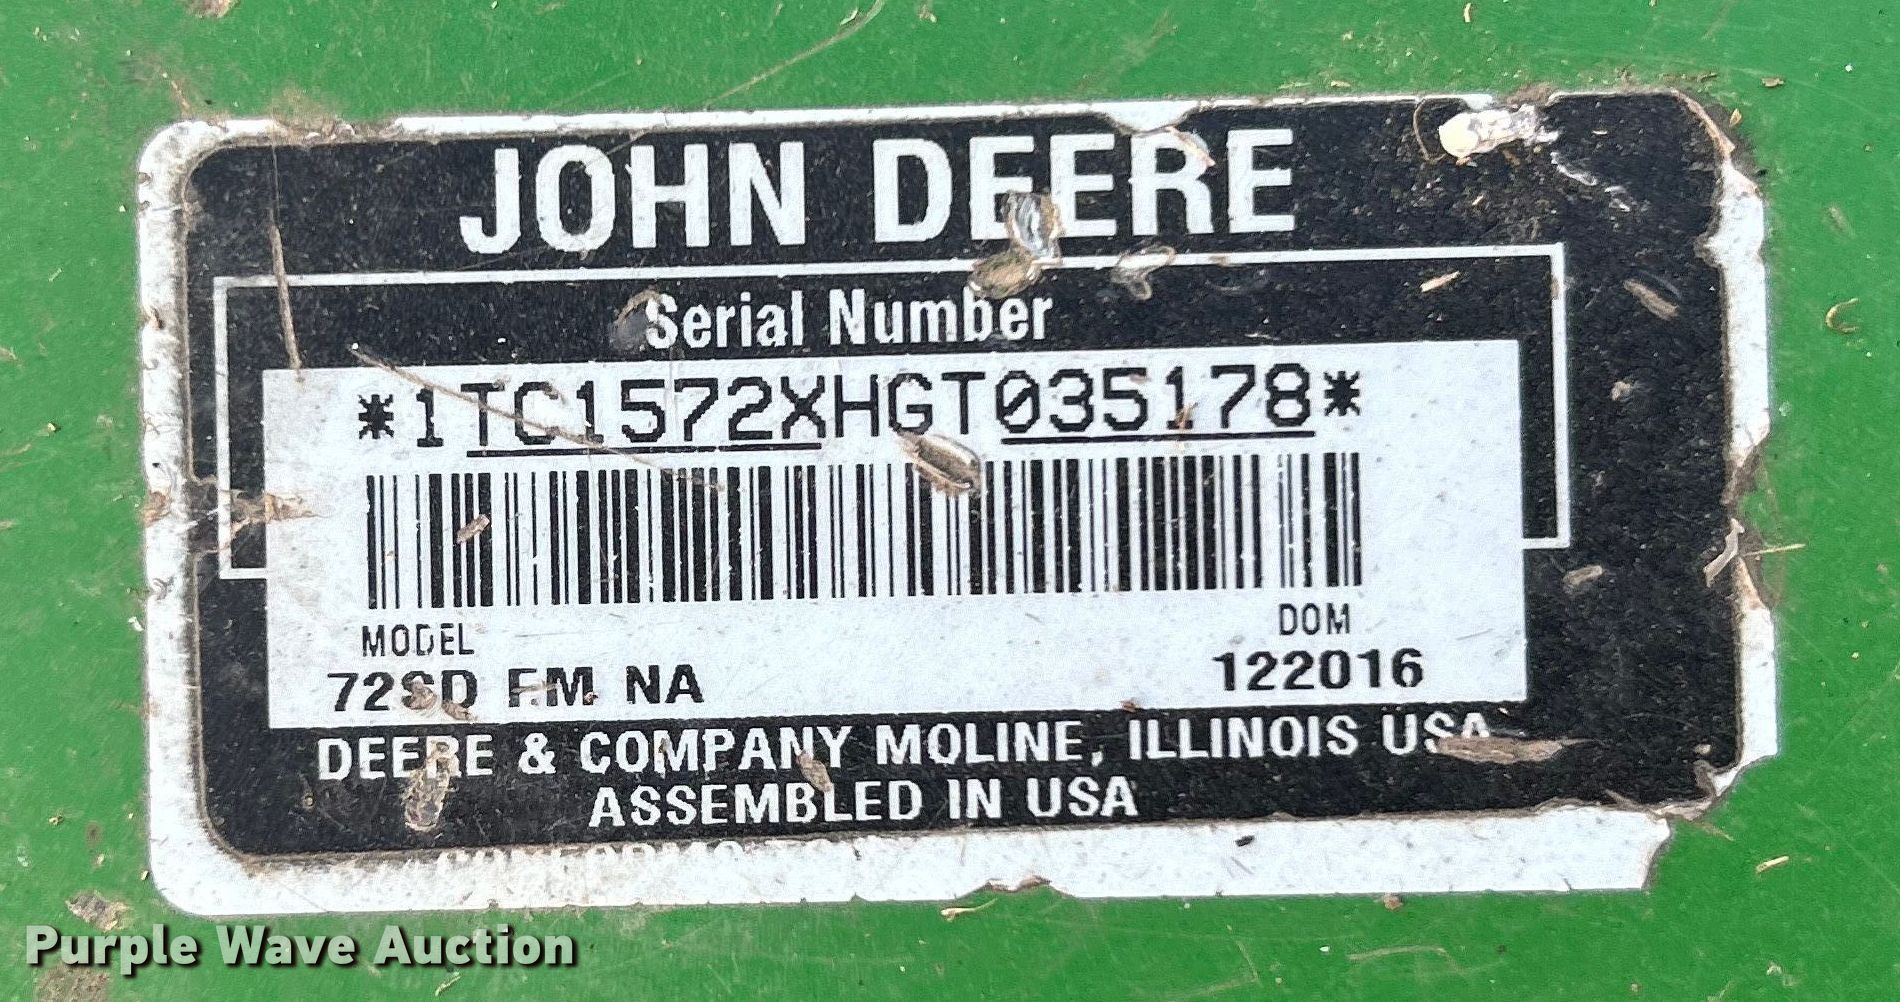 JOHN DEERE
Serial Number
*1TC1572XHGT035178*
MODEL
DOM
72SD FM NA
122016
DEERE & COMPANY MOLINE, ILLINOIS USA
ASSEMBLED IN USA
Purple Wave Auction